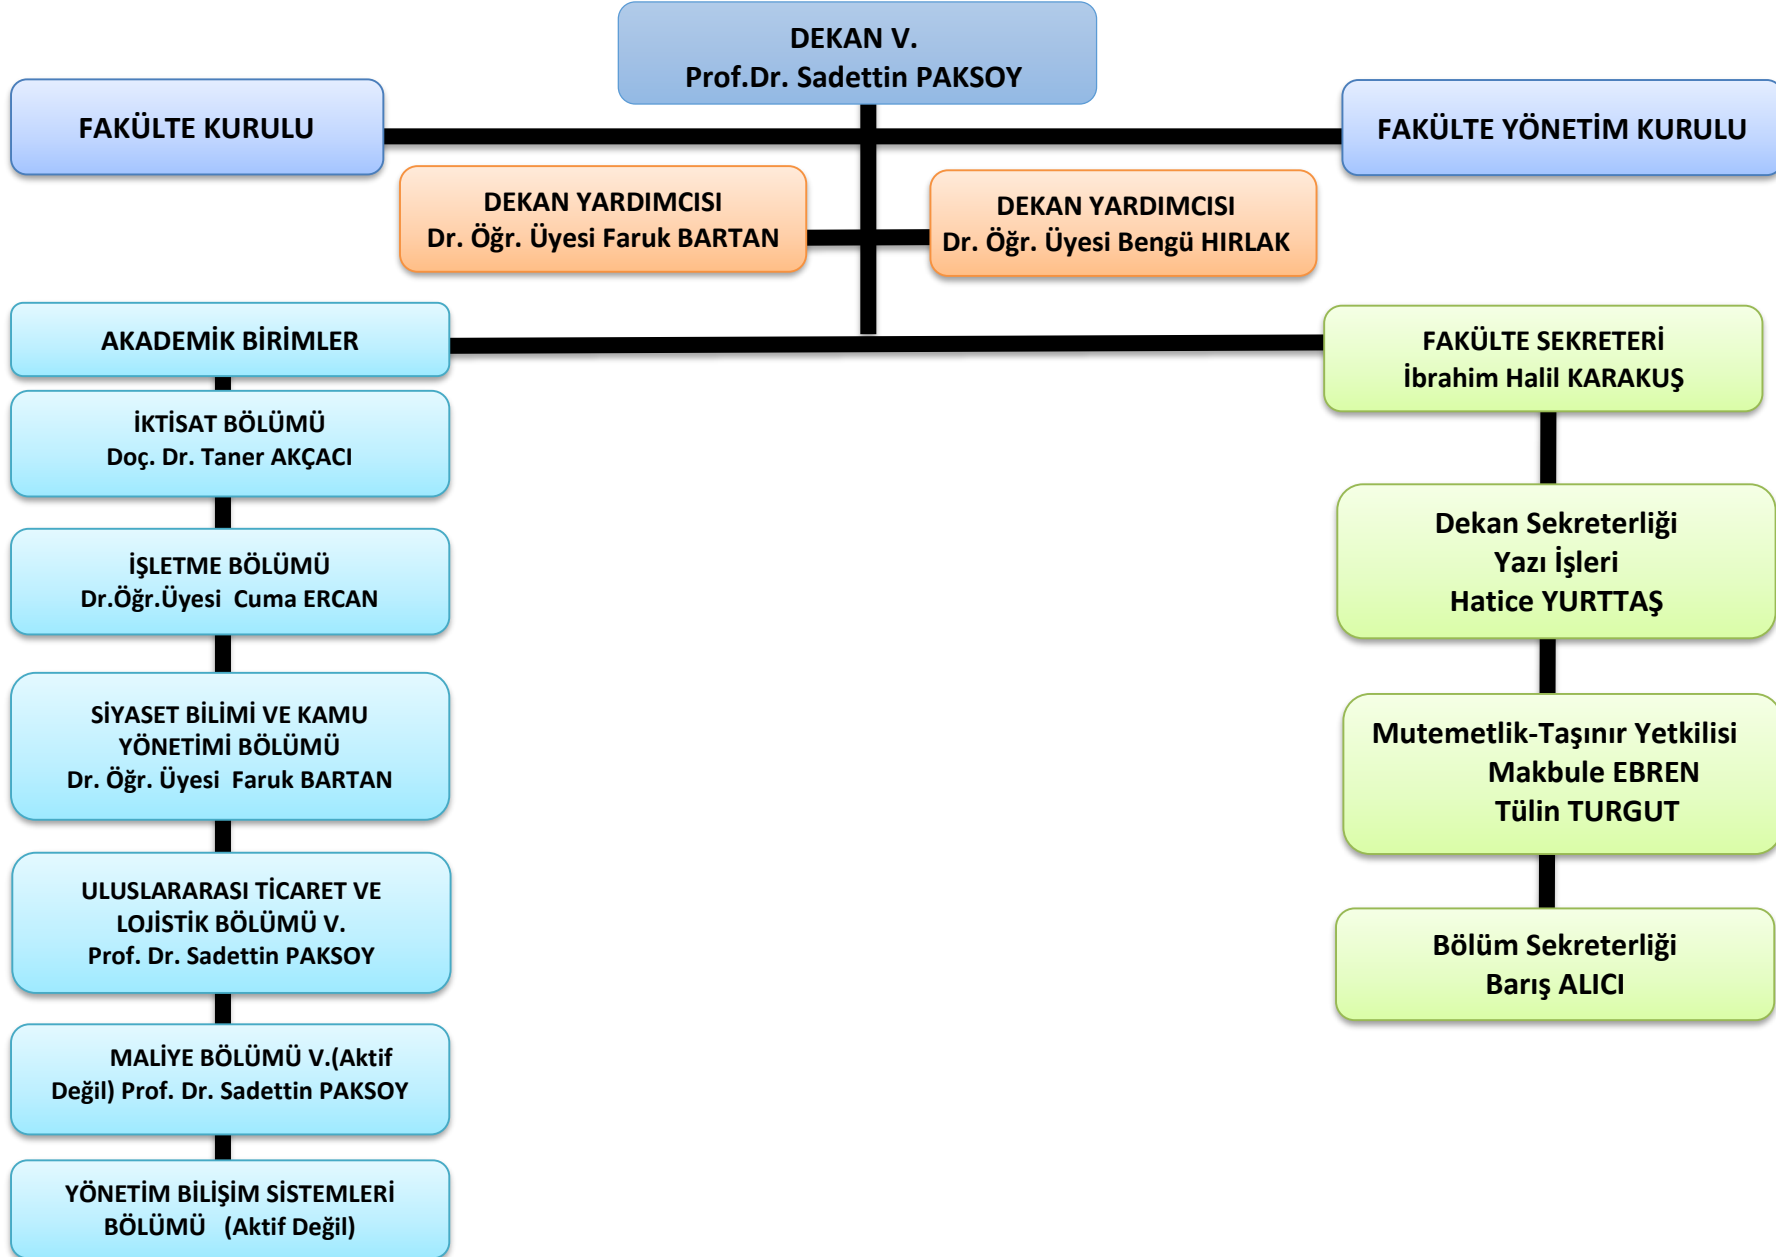 DEKAN V.
Prof.Dr. Sadettin PAKSOY
FAKÜLTE KURULU
FAKÜLTE YÖNETİM KURULU
DEKAN YARDIMCISI
Dr. Öğr. Üyesi Faruk BARTAN
DEKAN YARDIMCISI
Dr. Öğr. Üyesi Bengü HIRLAK
AKADEMİK BİRİMLER
İKTİSAT BÖLÜMÜ
Doç. Dr. Taner AKÇACI
İŞLETME BÖLÜMÜ
Dr.Öğr.Üyesi Cuma ERCAN
SİYASET BİLİMİ VE KAMU
YÖNETİMİ BÖLÜMÜ
Dr. Öğr. Üyesi Faruk BARTAN
ULUSLARARASI TİCARET VE
LOJİSTİK BÖLÜMÜ V.
Prof. Dr. Sadettin PAKSOY
MALİYE BÖLÜMÜ V.(Aktif
Değil) Prof. Dr. Sadettin PAKSOY
YÖNETİM BİLİŞİM SİSTEMLERİ
BÖLÜMÜ (Aktif Değil)
FAKÜLTE SEKRETERİ
İbrahim Halil KARAKUŞ
Dekan Sekreterliği
Yazı İşleri
Hatice YURTTAŞ
Mutemetlik-Taşınır Yetkilisi
Makbule EBREN
Tülin TURGUT
Bölüm Sekreterliği
Barış ALICI